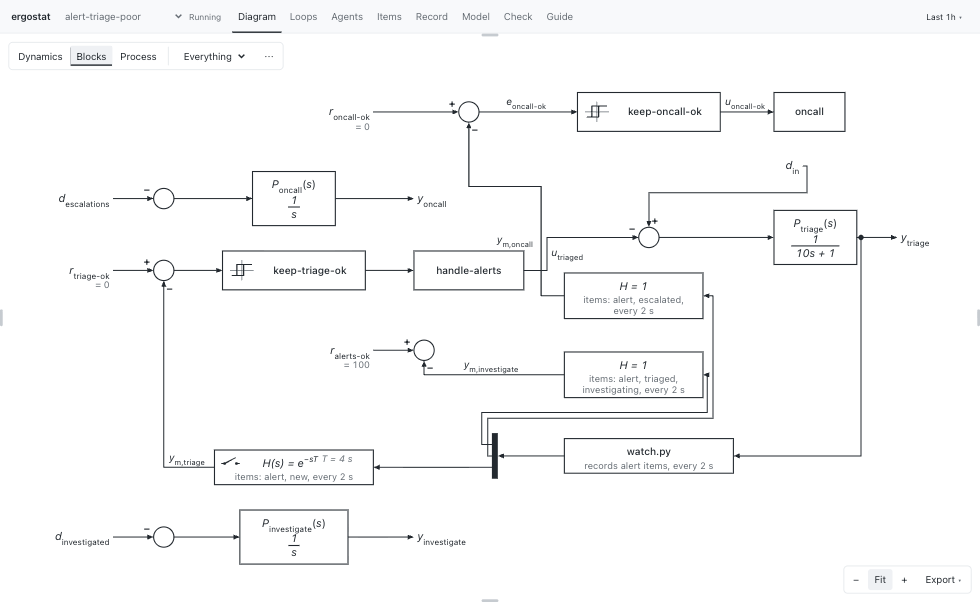 ergostat alert-triage-poor Running Diagram Loops Agents Items Record Model Check Guide Last 1h
Dynamics Blocks Process Everything ···
r oncall-ok = 0
+
−
e oncall-ok
keep-oncall-ok
u oncall-ok
oncall
d in
d escalations
−
P oncall (s)
1
s
y oncall
y m,oncall
u triaged
−
+
P triage (s)
1
10s + 1
y triage
r triage-ok
= 0
+
−
keep-triage-ok
handle-alerts
H = 1
items: alert, escalated,
every 2 s
r alerts-ok
= 100
+
−
y m,investigate
H = 1
items: alert, triaged,
investigating, every 2 s
y m,triage
H(s) = e^-sT T = 4 s
items: alert, new, every 2 s
watch.py
records alert items, every 2 s
d investigated
−
P investigate (s)
1
s
y investigate
− Fit + Export